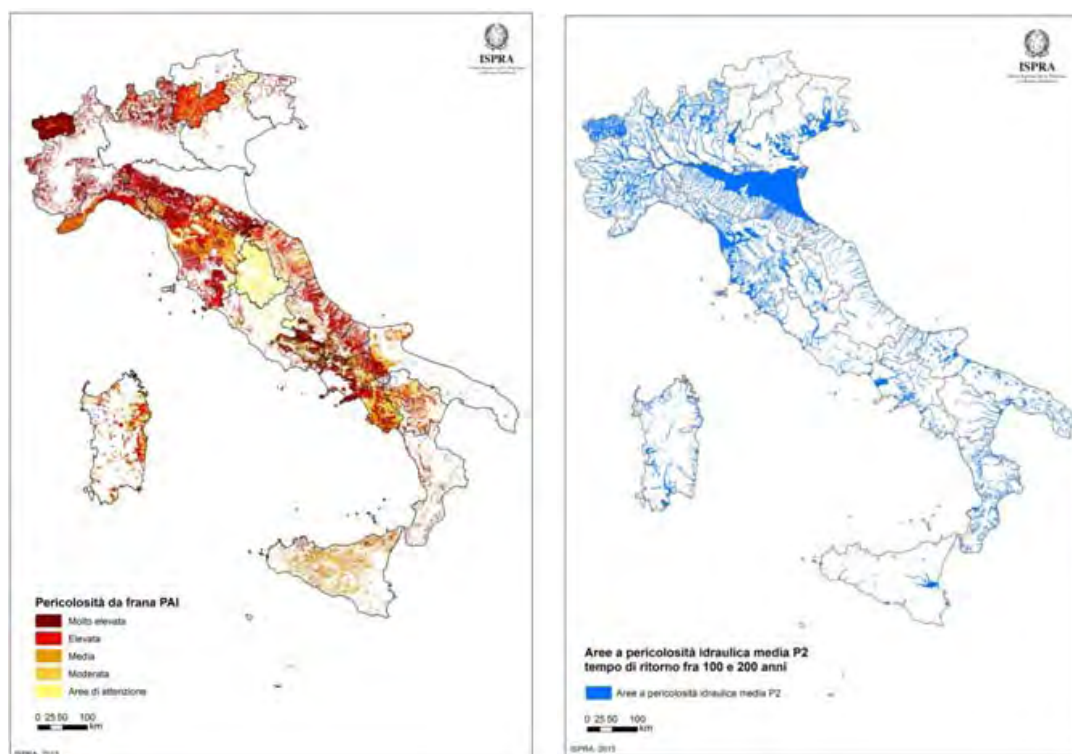 ISPRA
Pericolosità da frana PAI
Molto elevata
Elevata
Media
Moderata
Aree di attenzione
0 25 50 100
km
ISPRA
Aree a pericolosità idraulica media P2
tempo di ritorno fra 100 e 200 anni
Aree a pericolosità idraulica media P2
0 25 50 100
km
ISPRA, 2015